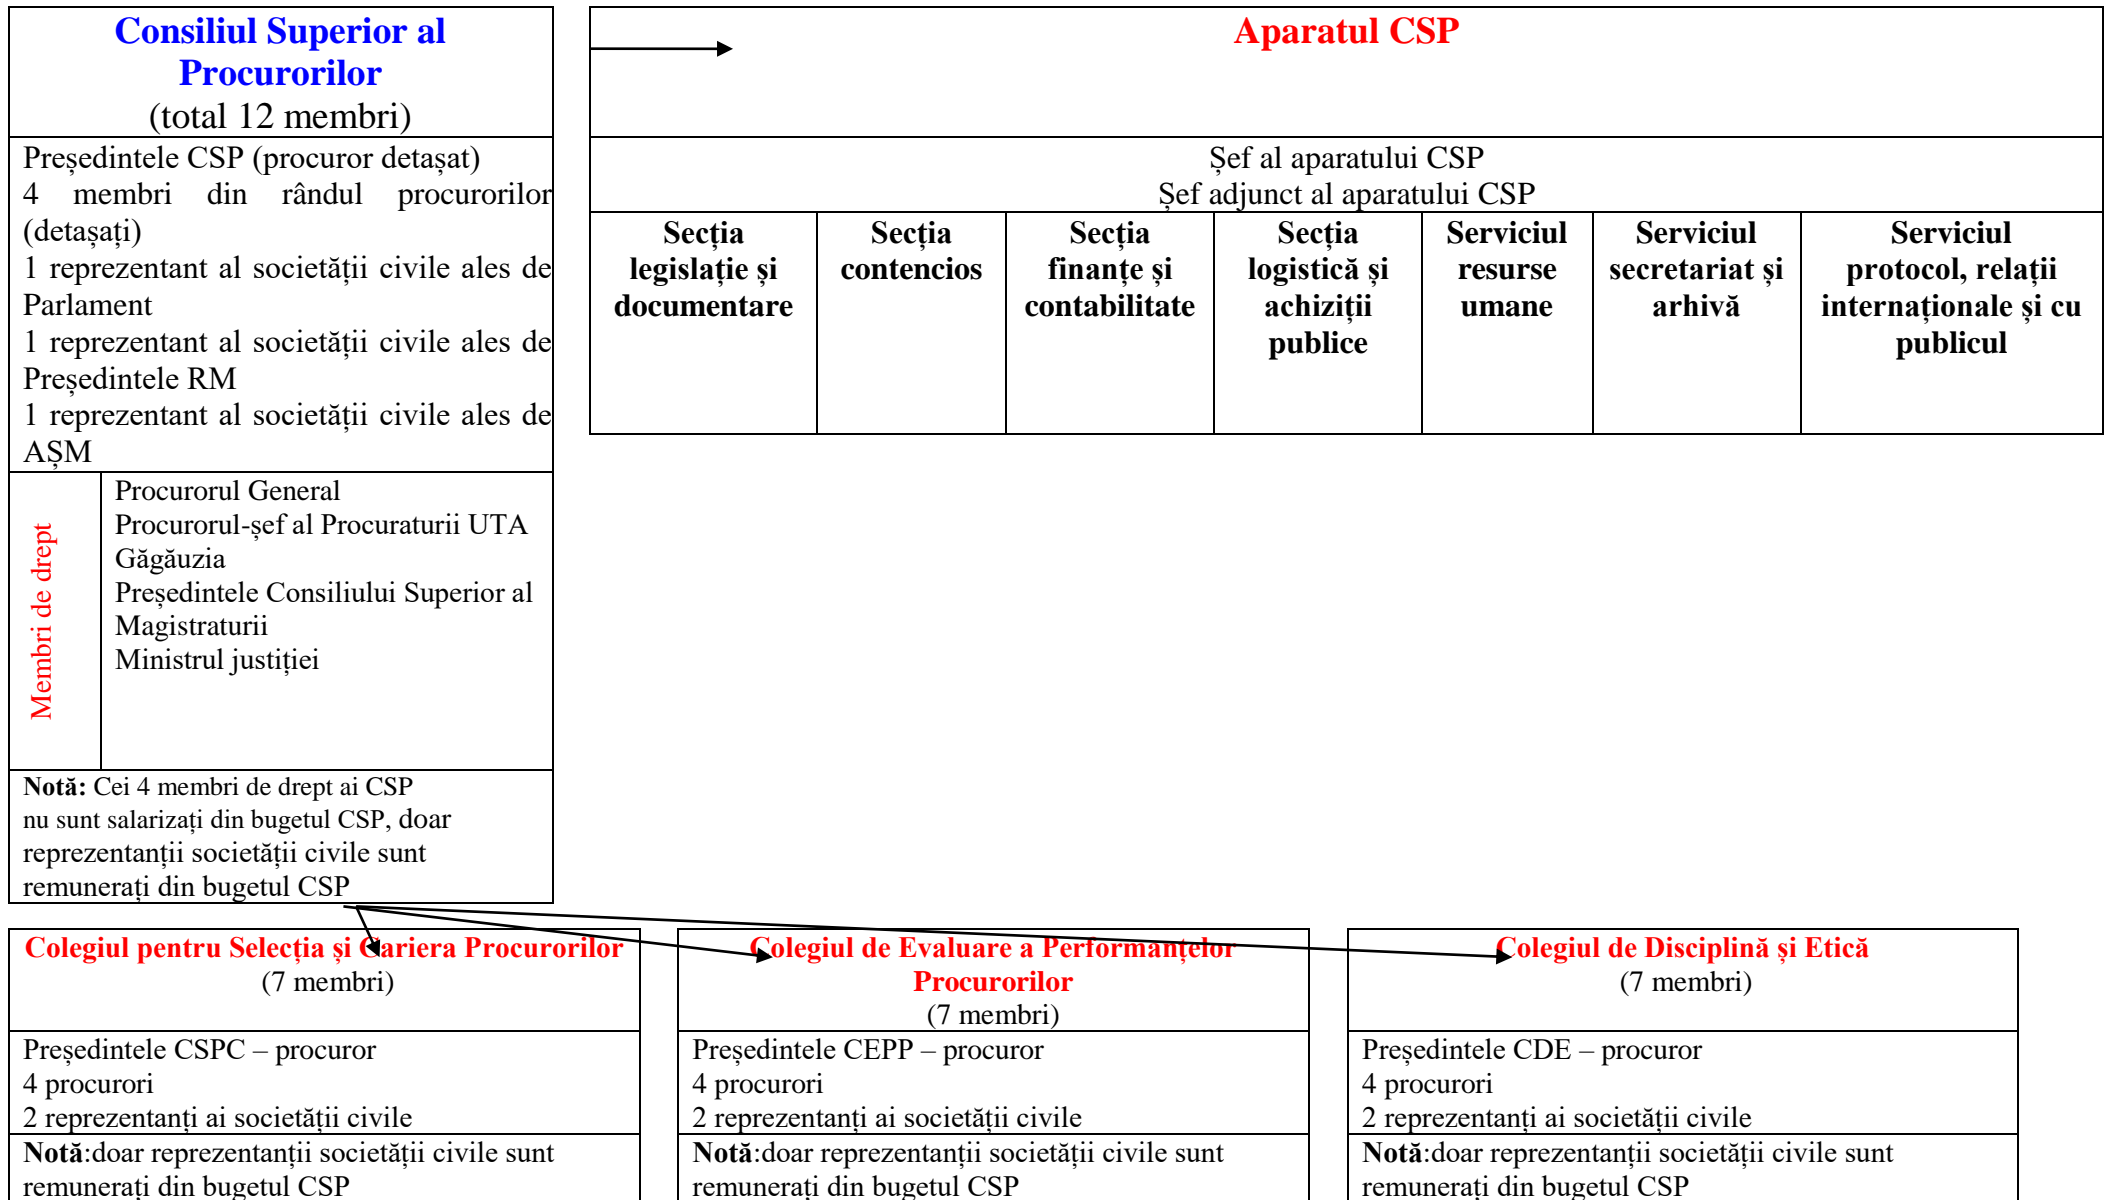 Consiliul Superior al
Procurorilor
(total 12 membri)
Președintele CSP (procuror detașat)
4 membri din rândul procurorilor
(detașați)
1 reprezentant al societății civile ales de
Parlament
1 reprezentant al societății civile ales de
Președintele RM
1 reprezentant al societății civile ales de
AȘM
Membri de drept
Procurorul General
Procurorul-șef al Procuraturii UTA
Găgăuzia
Președintele Consiliului Superior al
Magistraturii
Ministrul justiției
Notă: Cei 4 membri de drept ai CSP
nu sunt salarizați din bugetul CSP, doar
reprezentanții societății civile sunt
remunerați din bugetul CSP
Aparatul CSP
Șef al aparatului CSP
Șef adjunct al aparatului CSP
Secția
legislație și
documentare
Secția
contencios
Secția
finanțe și
contabilitate
Secția
logistică și
achiziții
publice
Serviciul
resurse
umane
Serviciul
secretariat și
arhivă
Serviciul
protocol, relații
internaționale și cu
publicul
Colegiul pentru Selecția și Cariera Procurorilor
(7 membri)
Președintele CSPC – procuror
4 procurori
2 reprezentanți ai societății civile
Notă:doar reprezentanții societății civile sunt
remunerați din bugetul CSP
Colegiul de Evaluare a Performanțelor
Procurorilor
(7 membri)
Președintele CEPP – procuror
4 procurori
2 reprezentanți ai societății civile
Notă:doar reprezentanții societății civile sunt
remunerați din bugetul CSP
Colegiul de Disciplină și Etică
(7 membri)
Președintele CDE – procuror
4 procurori
2 reprezentanți ai societății civile
Notă:doar reprezentanții societății civile sunt
remunerați din bugetul CSP